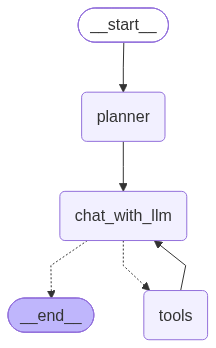 __start__
planner
chat_with_llm
__end__
tools